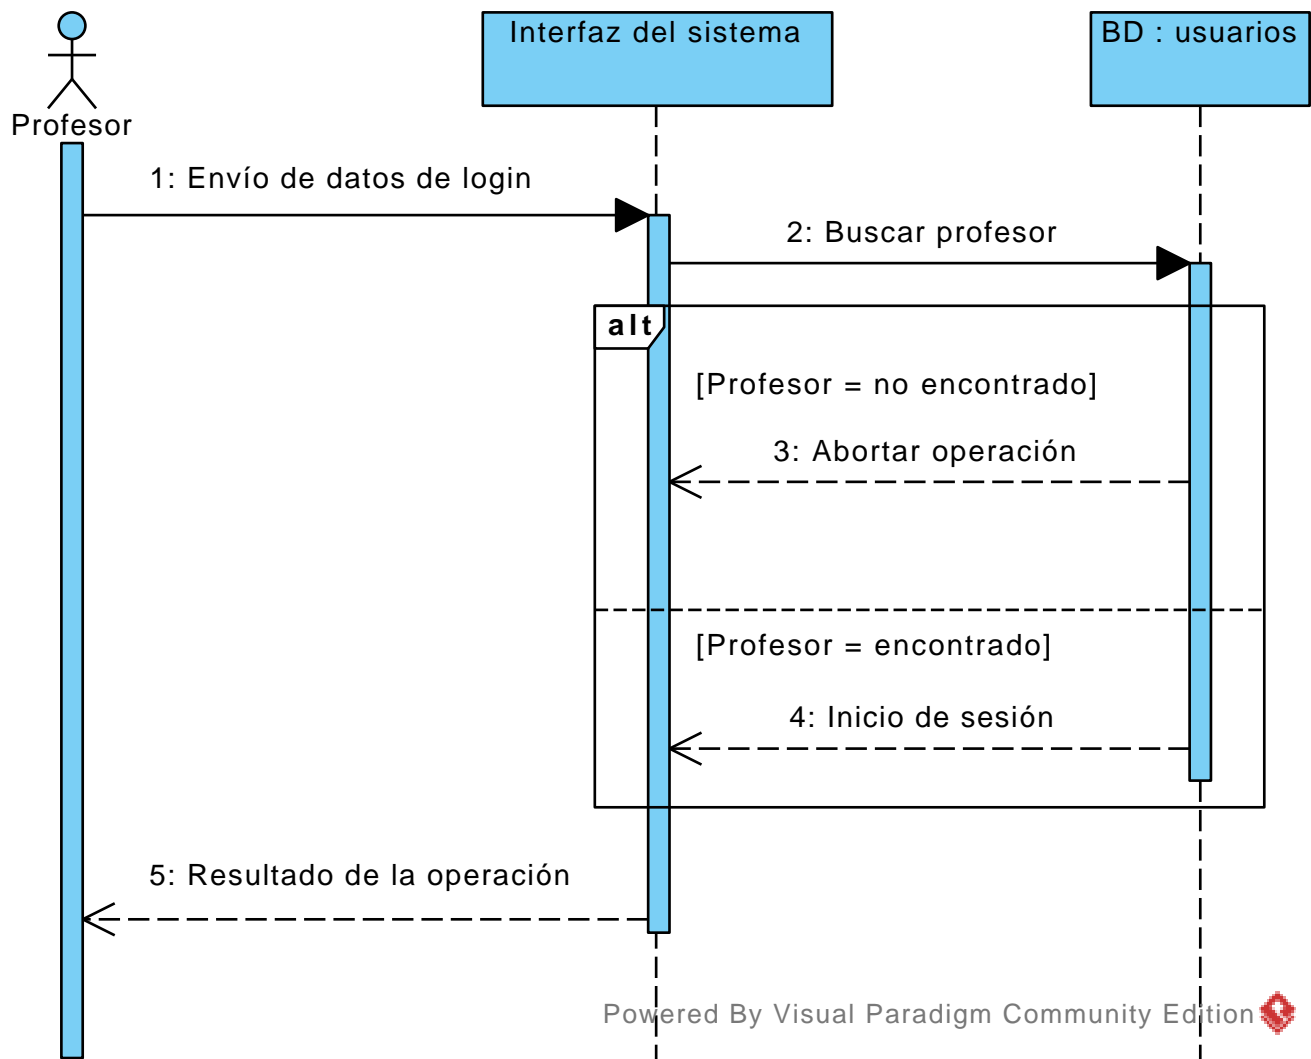 Profesor
Interfaz del sistema
BD : usuarios
1: Envío de datos de login
2: Buscar profesor
alt
[Profesor = no encontrado]
3: Abortar operación
[Profesor = encontrado]
4: Inicio de sesión
5: Resultado de la operación
Powered By Visual Paradigm Community Edition